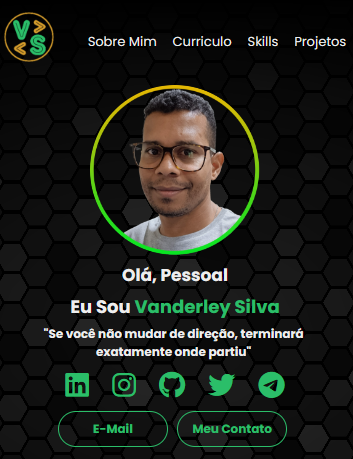 V>
<S
Sobre Mim Curriculo Skills Projetos
Olá, Pessoal
Eu Sou Vanderley Silva
"Se você não mudar de direção, terminará
exatamente onde partiu"
in
E-Mail Meu Contato